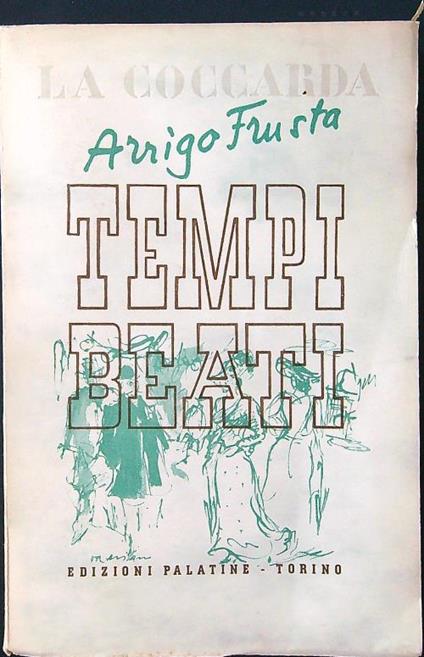 LA COCCARDA
Arrigo Frusta
TEMPI
BEATI
EDIZIONI PALATINE - TORINO